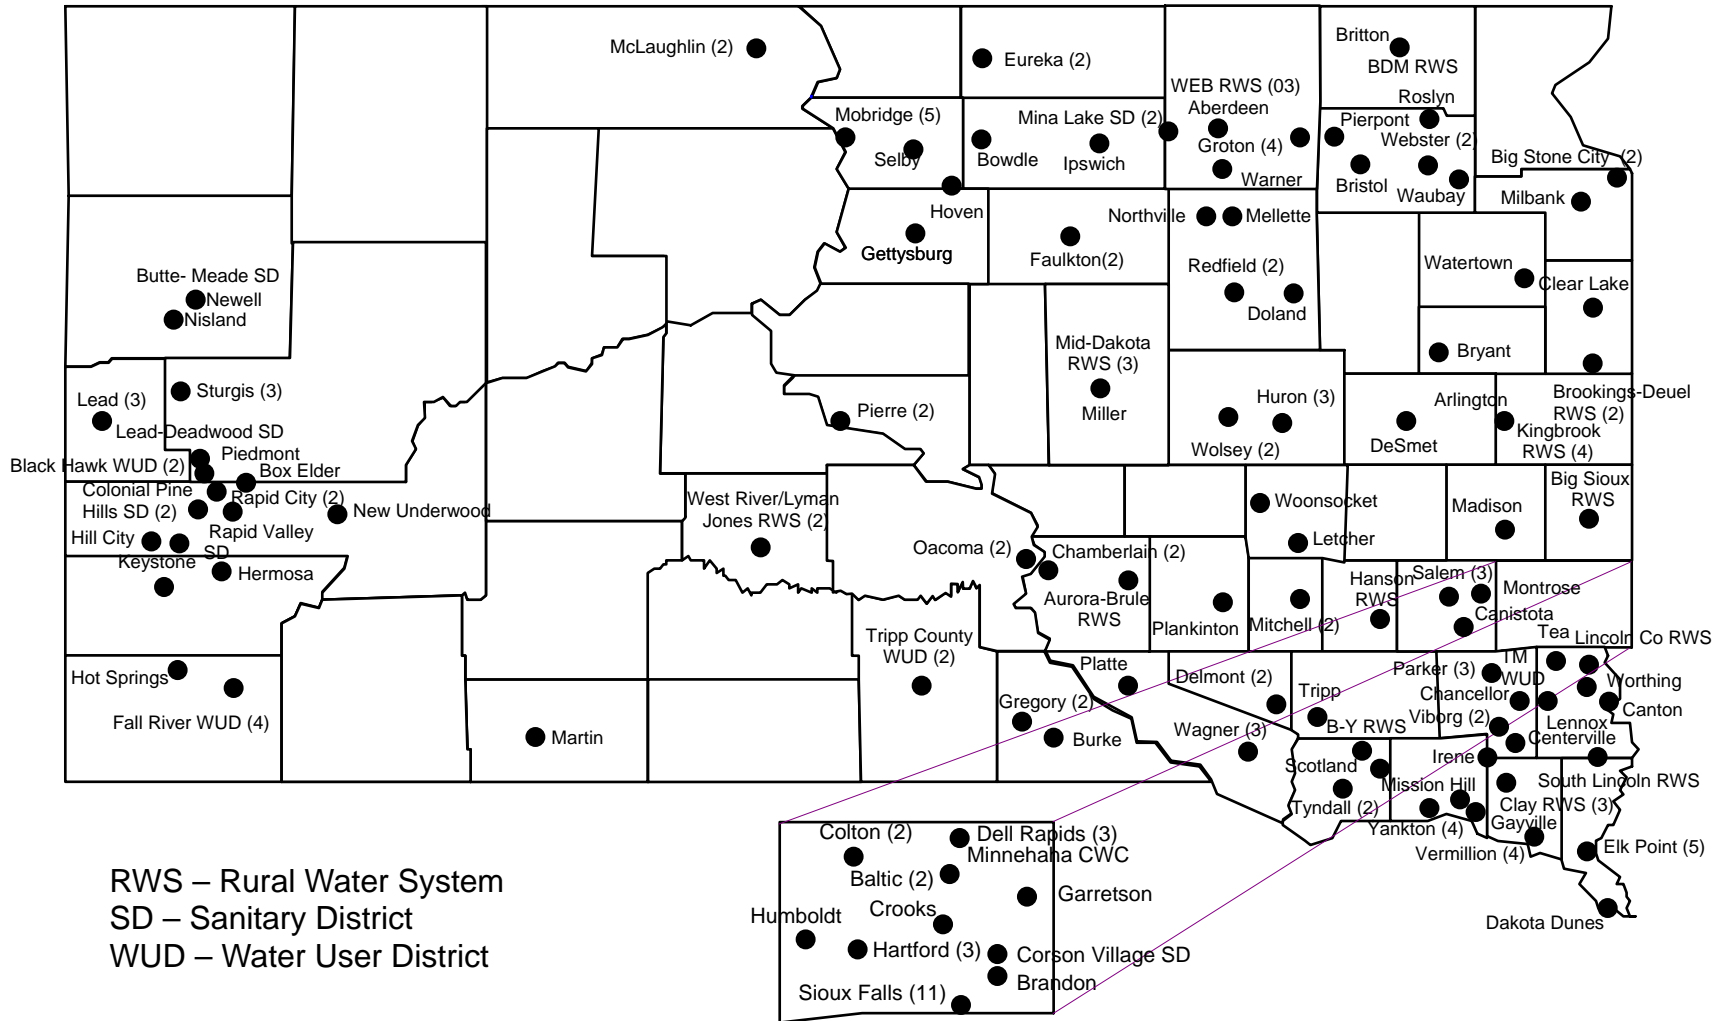 McLaughlin (2)
Eureka (2)
Britton
BDM RWS
WEB RWS (03)
Aberdeen
Roslyn
Mobridge (5)
Mina Lake SD (2)
Pierpont
Groton (4)
Webster (2)
Selby
Bowdle
Ipswich
Big Stone City (2)
Warner
Bristol
Waubay
Milbank
Hoven
Northville
Mellette
Gettysburg
Faulkton(2)
Redfield (2)
Watertown
Butte- Meade SD
Newell
Clear Lake
Nisland
Doland
Mid-Dakota
RWS (3)
Bryant
Sturgis (3)
Lead (3)
Miller
Huron (3)
Arlington
Brookings-Deuel
RWS (2)
Pierre (2)
Lead-Deadwood SD
Wolsey (2)
DeSmet
Kingbrook
RWS (4)
Piedmont
Black Hawk WUD (2)
Box Elder
Colonial Pine
Hills SD (2)
Rapid City (2)
New Underwood
West River/Lyman
Jones RWS (2)
Woonsocket
Madison
Big Sioux
RWS
Rapid Valley
SD
Hill City
Keystone
Hermosa
Oacoma (2)
Chamberlain (2)
Letcher
Hanson
RWS
Salem (3)
Montrose
Aurora-Brule
RWS
Plankinton
Mitchell (2)
Canistota
Tea
Lincoln Co RWS
Tripp County
WUD (2)
Platte
Delmont (2)
Parker (3)
TM
WUD
Hot Springs
Worthing
Tripp
Chancellor
Canton
Gregory (2)
Fall River WUD (4)
Martin
Burke
Wagner (3)
B-Y RWS
Viborg (2)
Lennox
Centerville
Scotland
Irene
Mission Hill
South Lincoln RWS
Tyndall (2)
Clay RWS (3)
Yankton (4)
Gayville
Vermillion (4)
Elk Point (5)
Dakota Dunes
Colton (2)
Dell Rapids (3)
Minnehaha CWC
Baltic (2)
Garretson
Crooks
Humboldt
Hartford (3)
Corson Village SD
Brandon
Sioux Falls (11)
RWS – Rural Water System
SD – Sanitary District
WUD – Water User District